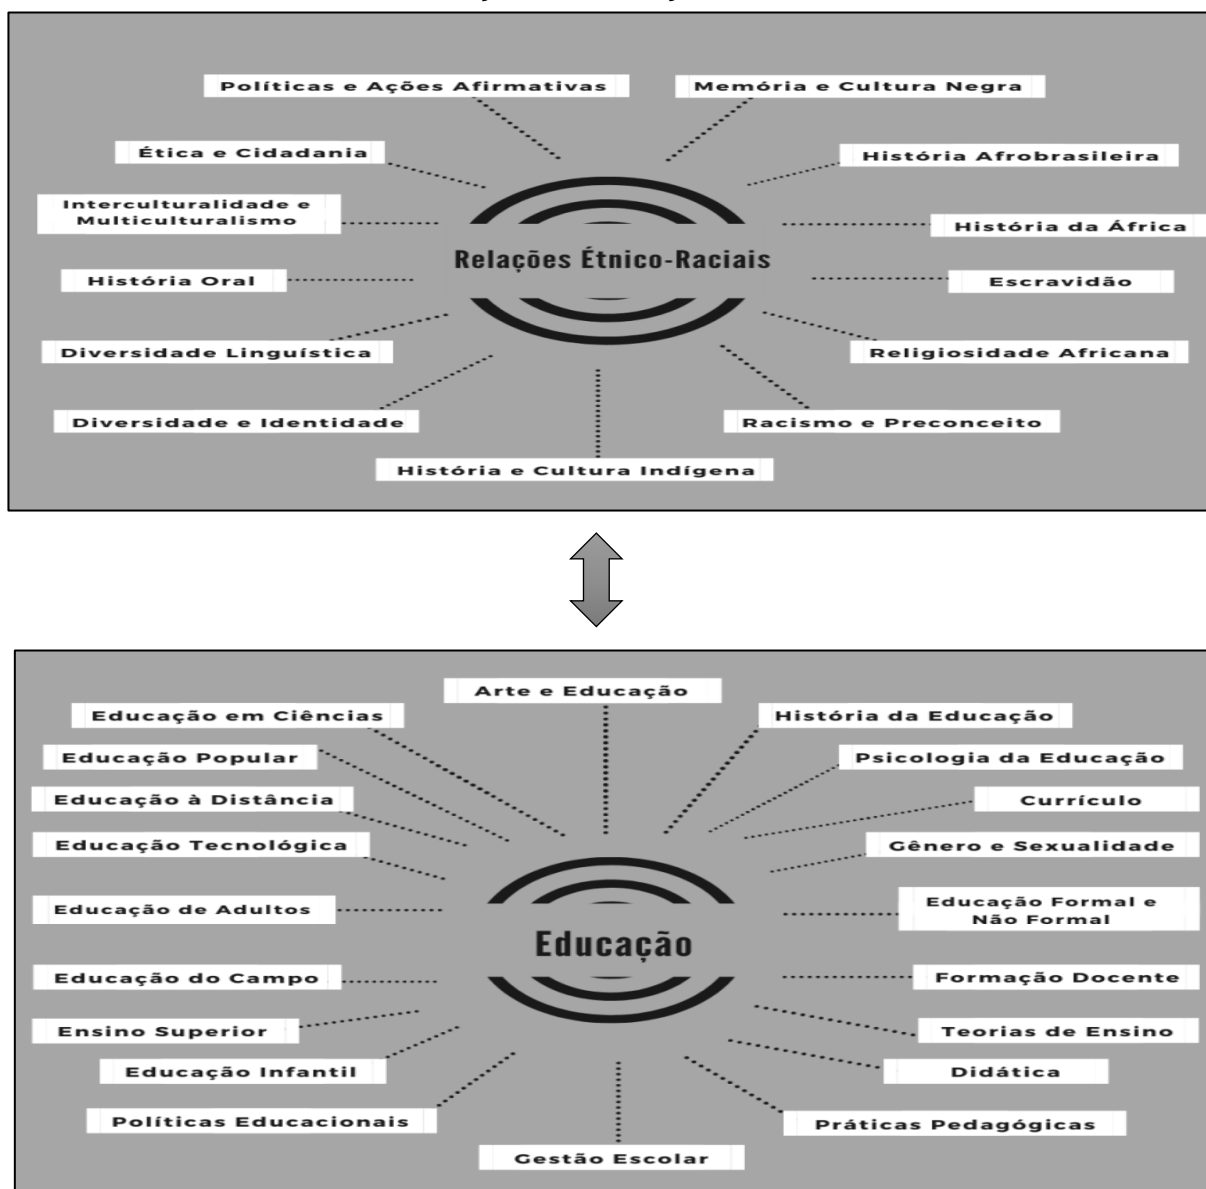 Políticas e Ações Afirmativas
Memória e Cultura Negra
Ética e Cidadania
História Afrobrasileira
Interculturalidade e
Multiculturalismo
História da África
Relações Étnico-Raciais
História Oral
Escravidão
Diversidade Linguística
Religiosidade Africana
Diversidade e Identidade
Racismo e Preconceito
História e Cultura Indígena
Arte e Educação
Educação em Ciências
História da Educação
Educação Popular
Psicologia da Educação
Educação à Distância
Currículo
Educação Tecnológica
Gênero e Sexualidade
Educação de Adultos
Educação Formal e
Não Formal
Educação
Educação do Campo
Formação Docente
Ensino Superior
Teorias de Ensino
Educação Infantil
Didática
Políticas Educacionais
Práticas Pedagógicas
Gestão Escolar